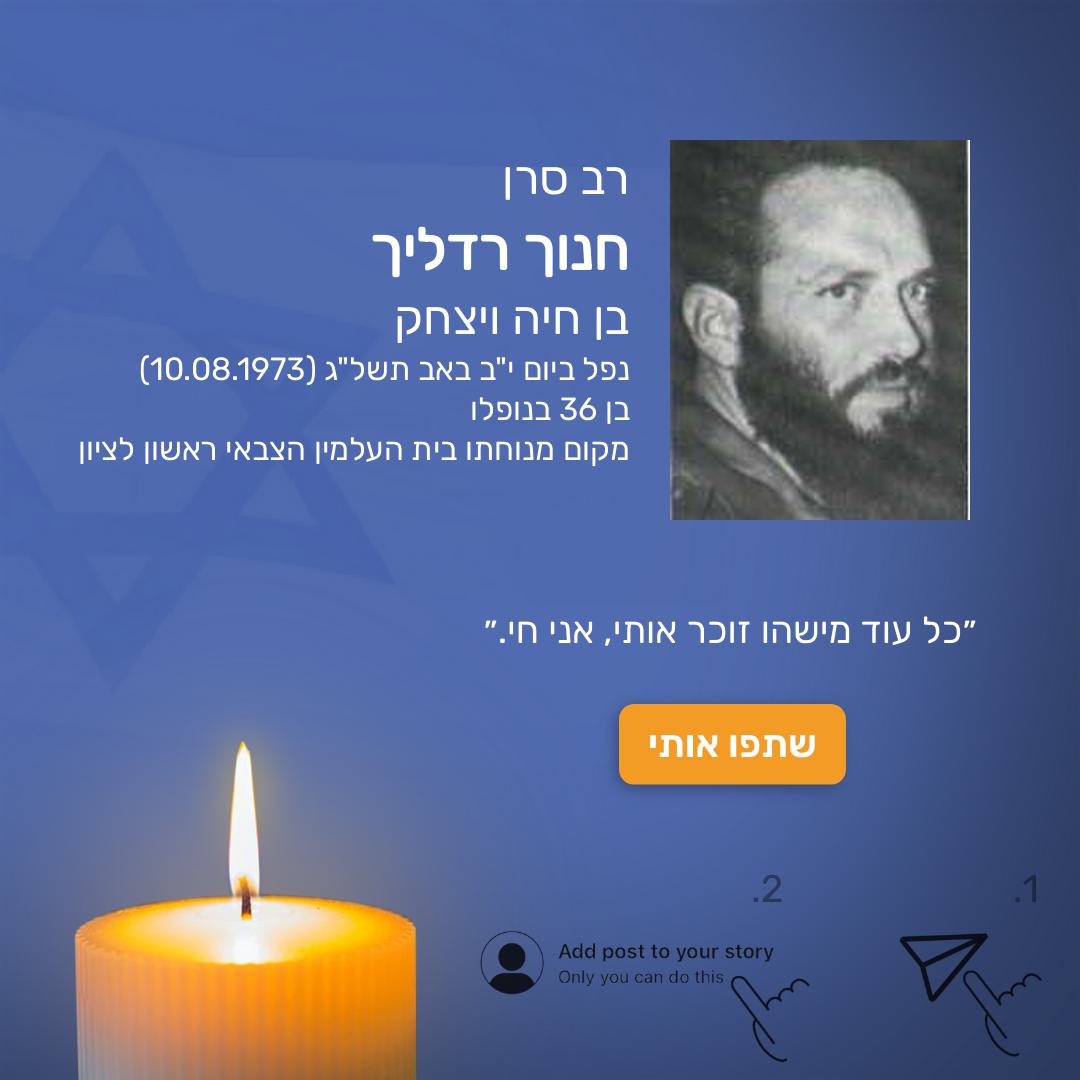 רב סרן
חנוך רדליך
בן חיה ויצחק
נפל ביום י"ב באב תשל"ג (10.08.1973)
בן 36 בנופלו
מקום מנוחתו בית העלמין הצבאי ראשון לציון
״כל עוד מישהו זוכר אותי, אני חי.״
שתפו אותי
.1
.2
Add post to your story
Only you can do this